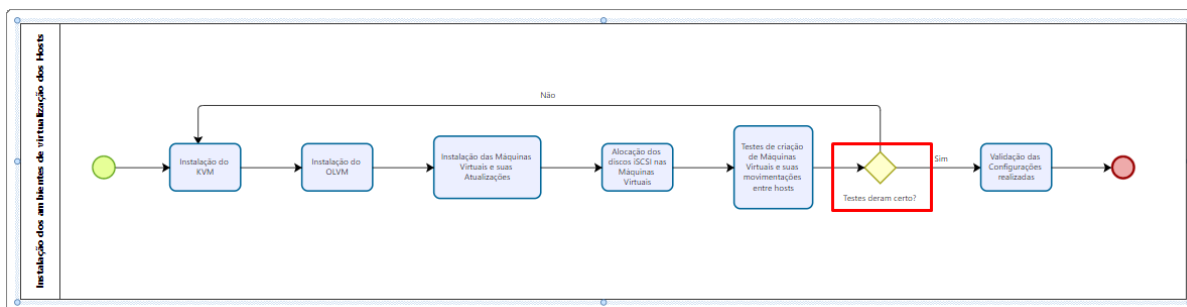 Instalação dos ambientes de virtualização dos Hosts
Não
Instalação do
KVM
Instalação do
OLVM
Instalação das Máquinas
Virtuais e suas
Atualizações
Alocação dos
discos iSCSI nas
Máquinas
Virtuais
Testes de criação
de Máquinas
Virtuais e suas
movimentações
entre hosts
Testes deram certo?
Sim
Validação das
Configurações
realizadas